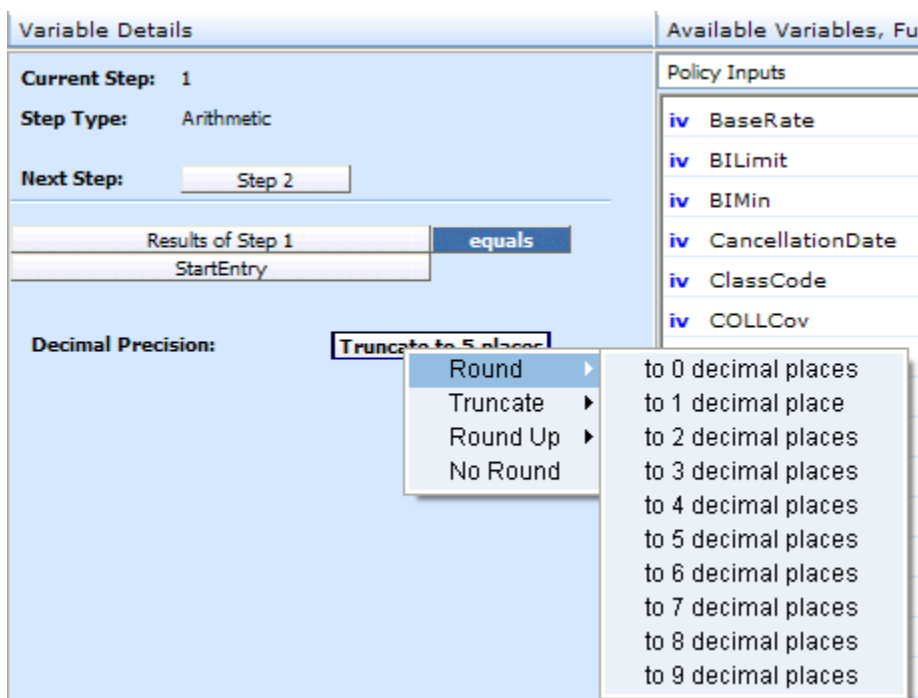 Variable Details
Current Step: 1
Step Type: Arithmetic
Next Step: Step 2
Results of Step 1 equals
StartEntry
Decimal Precision: Truncate to 5 places
Round
Truncate
Round Up
No Round
to 0 decimal places
to 1 decimal place
to 2 decimal places
to 3 decimal places
to 4 decimal places
to 5 decimal places
to 6 decimal places
to 7 decimal places
to 8 decimal places
to 9 decimal places
Available Variables, Fu
Policy Inputs
iv BaseRate
iv BILimit
iv BIMin
iv CancellationDate
iv ClassCode
iv COLLCov